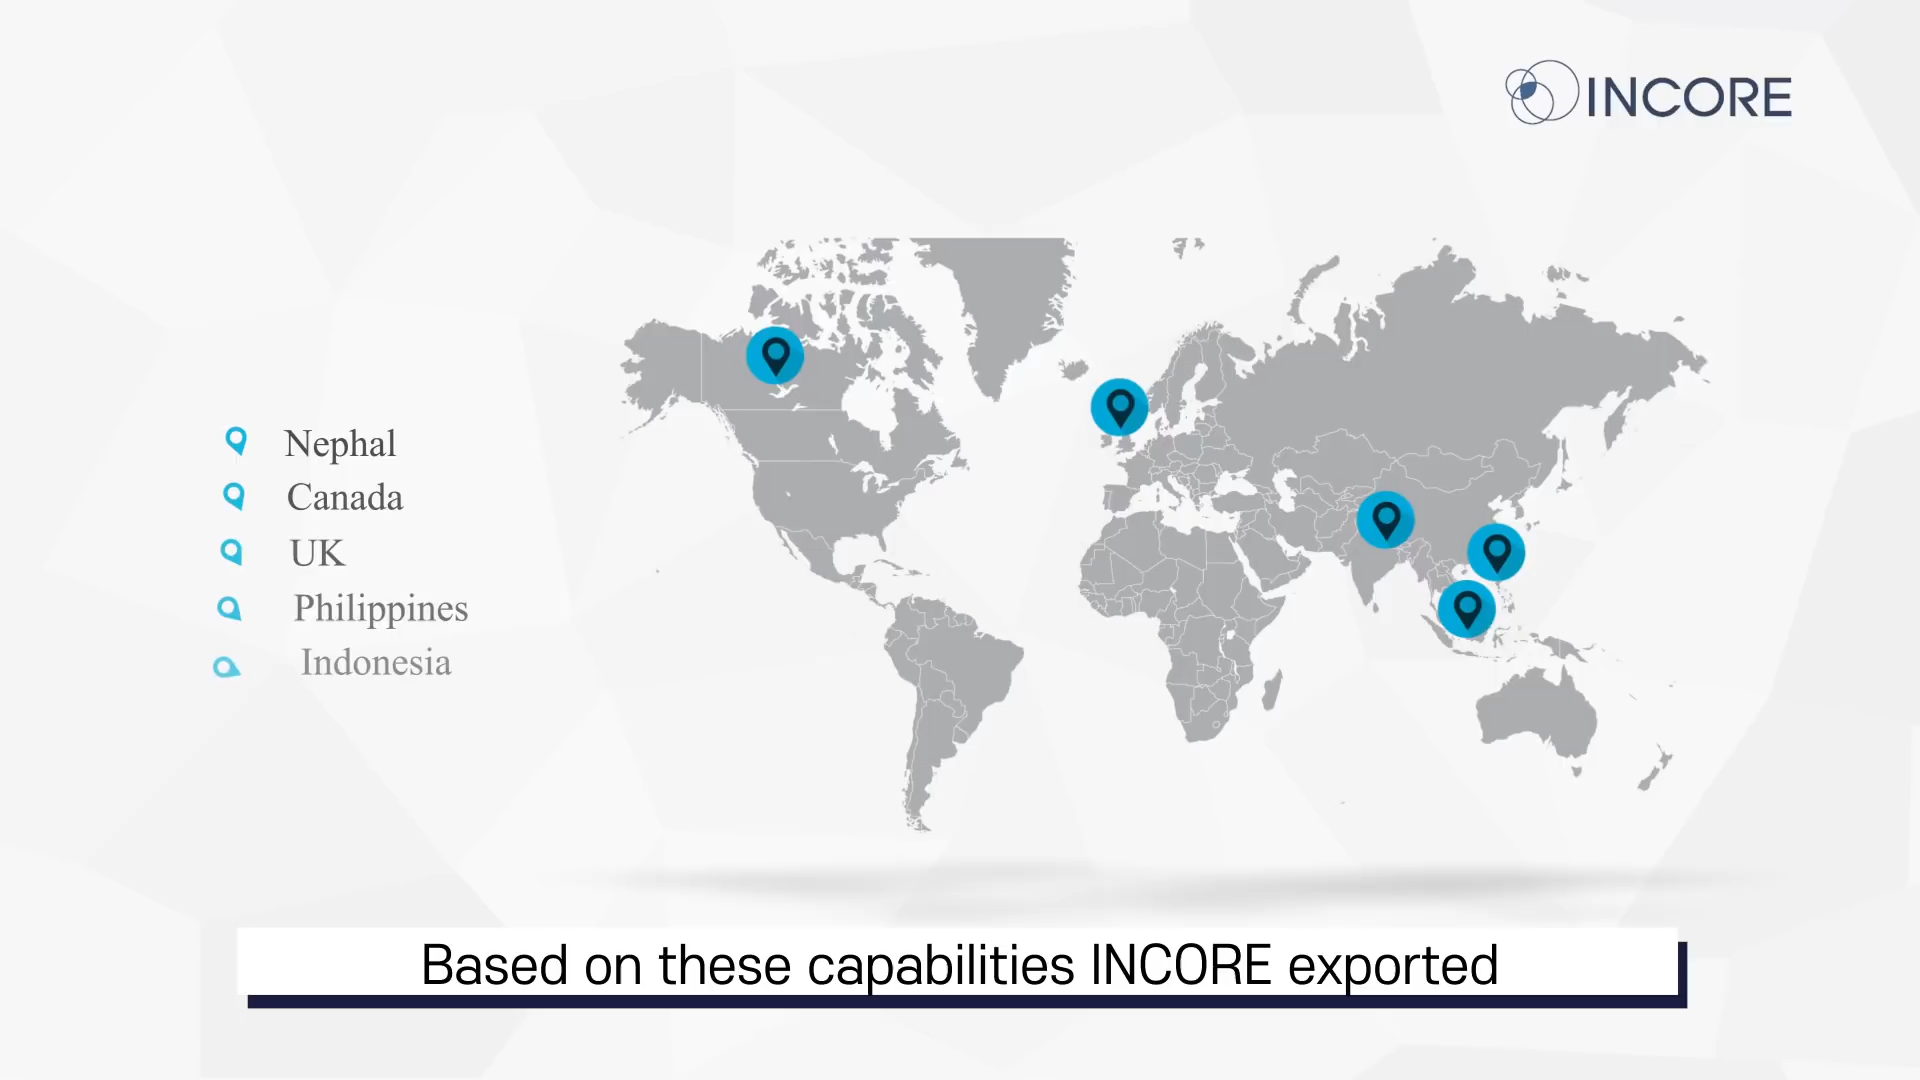 INCORE
Nephal
Canada
UK
Philippines
Indonesia
Based on these capabilities INCORE exported